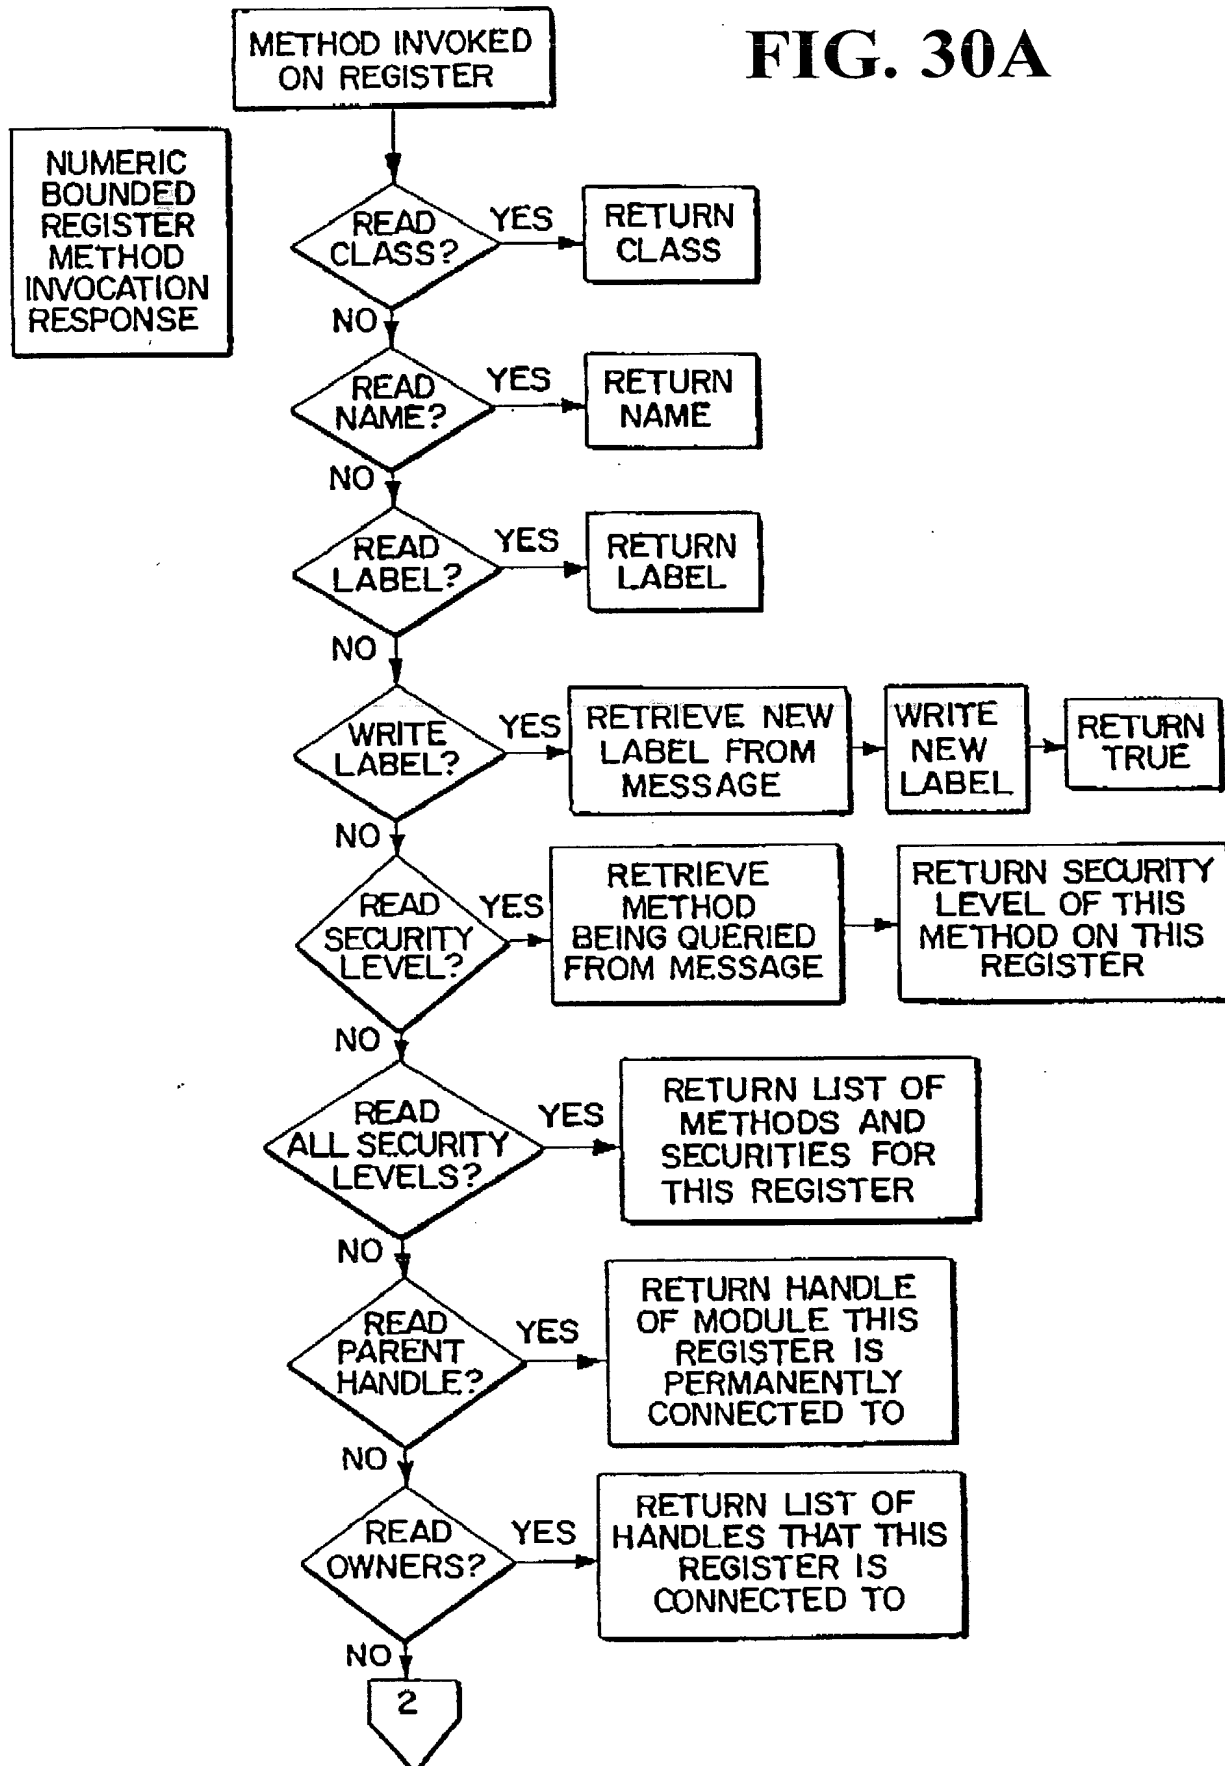 FIG. 30A
METHOD INVOKED
ON REGISTER
NUMERIC
BOUNDED
REGISTER
METHOD
INVOCATION
RESPONSE
READ
CLASS?
YES
RETURN
CLASS
NO
READ
NAME?
YES
RETURN
NAME
NO
READ
LABEL?
YES
RETURN
LABEL
NO
WRITE
LABEL?
YES
RETRIEVE NEW
LABEL FROM
MESSAGE
WRITE
NEW
LABEL
RETURN
TRUE
NO
READ
SECURITY
LEVEL?
YES
RETRIEVE
METHOD
BEING QUERIED
FROM MESSAGE
RETURN SECURITY
LEVEL OF THIS
METHOD ON THIS
REGISTER
NO
READ
ALL SECURITY
LEVELS?
YES
RETURN LIST OF
METHODS AND
SECURITIES FOR
THIS REGISTER
NO
READ
PARENT
HANDLE?
YES
RETURN HANDLE
OF MODULE THIS
REGISTER IS
PERMANENTLY
CONNECTED TO
NO
READ
OWNERS?
YES
RETURN LIST OF
HANDLES THAT THIS
REGISTER IS
CONNECTED TO
NO
2